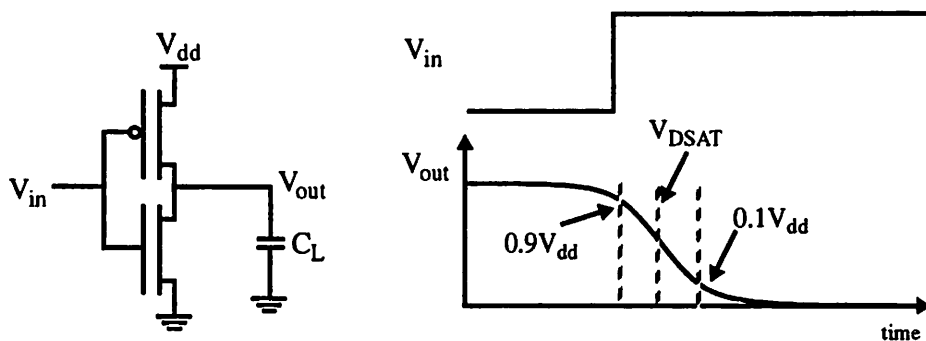 V_dd
V_in
V_out
C_L
V_in
V_DSAT
V_out
0.9V_dd
0.1V_dd
time